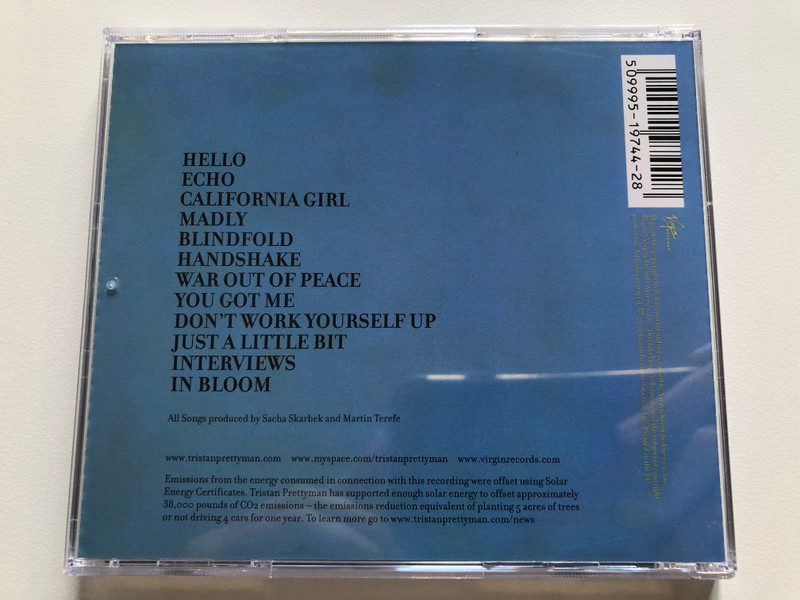 HELLO
ECHO
CALIFORNIA GIRL
MADLY
BLINDFOLD
HANDSHAKE
WAR OUT OF PEACE
YOU GOT ME
DON'T WORK YOURSELF UP
JUST A LITTLE BIT
INTERVIEWS
IN BLOOM
All Songs produced by Sacha Skarbek and Martin Terefe
www.tristanprettyman.com www.myspace.com/tristanprettyman www.virginrecords.com
Emissions from the energy consumed in connection with this recording were offset using Solar
Energy Certificates. Tristan Prettyman has supported enough solar energy to offset approximately
38,000 pounds of CO2 emissions – the emissions reduction equivalent of planting 5 acres of trees
or not driving 4 cars for one year. To learn more go to www.tristanprettyman.com/news
509995-19744-28
Virgin